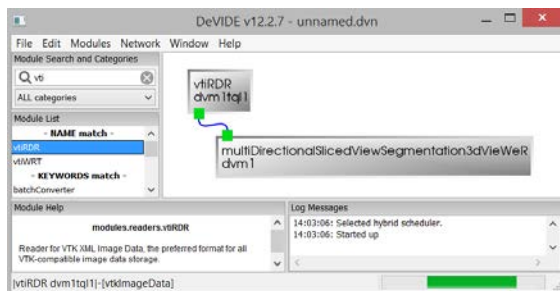 DeVIDE v12.2.7 - unnamed.dvn
File Edit Modules Network Window Help
Module Search and Categories
vti
ALL categories
Module List
- NAME match -
vtiRDR
vtiWRT
- KEYWORDS match -
batchConverter
vtiRDR
dvm1tql1
multiDirectionalSlicedViewSegmentation3dVieWeR
dvm1
Module Help
modules.readers.vtiRDR
Reader for VTK XML Image Data, the preferred format for all
VTK-compatible image data storage.
Log Messages
14:03:06: Selected hybrid scheduler.
14:03:06: Started up
|vtiRDR dvm1tql1|-[vtkImageData]